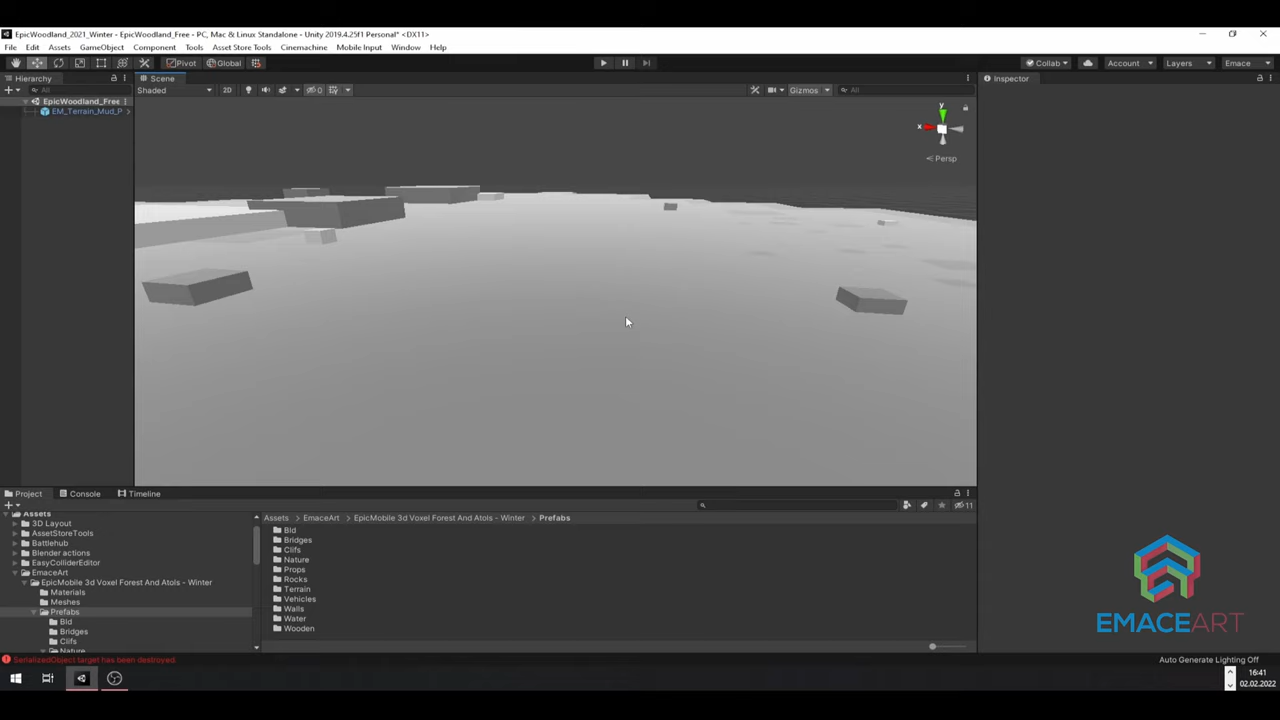 EpicWoodland_2021_Winter - EpicWoodland_Free - PC, Mac & Linux Standalone - Unity 2019.4.25f1 Personal* <DX11>
File Edit Assets GameObject Component Tools Asset Store Tools Cinemachine Mobile Input Window Help
Pivot Global Collab Account Layers Emace
Hierarchy Scene Inspector
All Shaded 2D 0 Gizmos All
EpicWoodland_Free
EM_Terrain_Mud_P
y
x
Persp
Project Console Timeline
11
Assets
3D Layout
AssetStoreTools
Battlehub
Blender actions
EasyColliderEditor
EmaceArt
EpicMobile 3d Voxel Forest And Atols - Winter
Materials
Meshes
Prefabs
Bld
Bridges
Clifs
Nature
Assets EmaceArt EpicMobile 3d Voxel Forest And Atols - Winter Prefabs
Bld
Bridges
Clifs
Nature
Props
Rocks
Terrain
Vehicles
Walls
Water
Wooden
EMACEART
SerializedObject target has been destroyed.
Auto Generate Lighting Off
16:41
02.02.2022